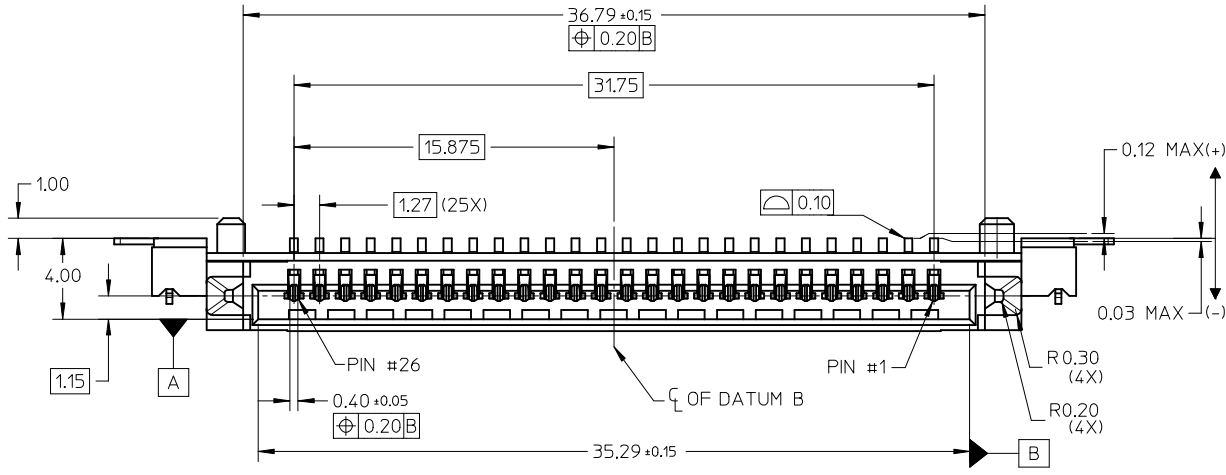 36.79 ±0.15
⌖ 0.20 B
31.75
15.875
0.12 MAX(+)
1.00
1.27 (25X)
⌓ 0.10
4.00
0.03 MAX (-)
1.15
A
PIN #26
PIN #1
R 0.30
(4X)
0.40 ±0.05
℄ OF DATUM B
R0.20
(4X)
⌖ 0.20 B
35.29 ±0.15
B